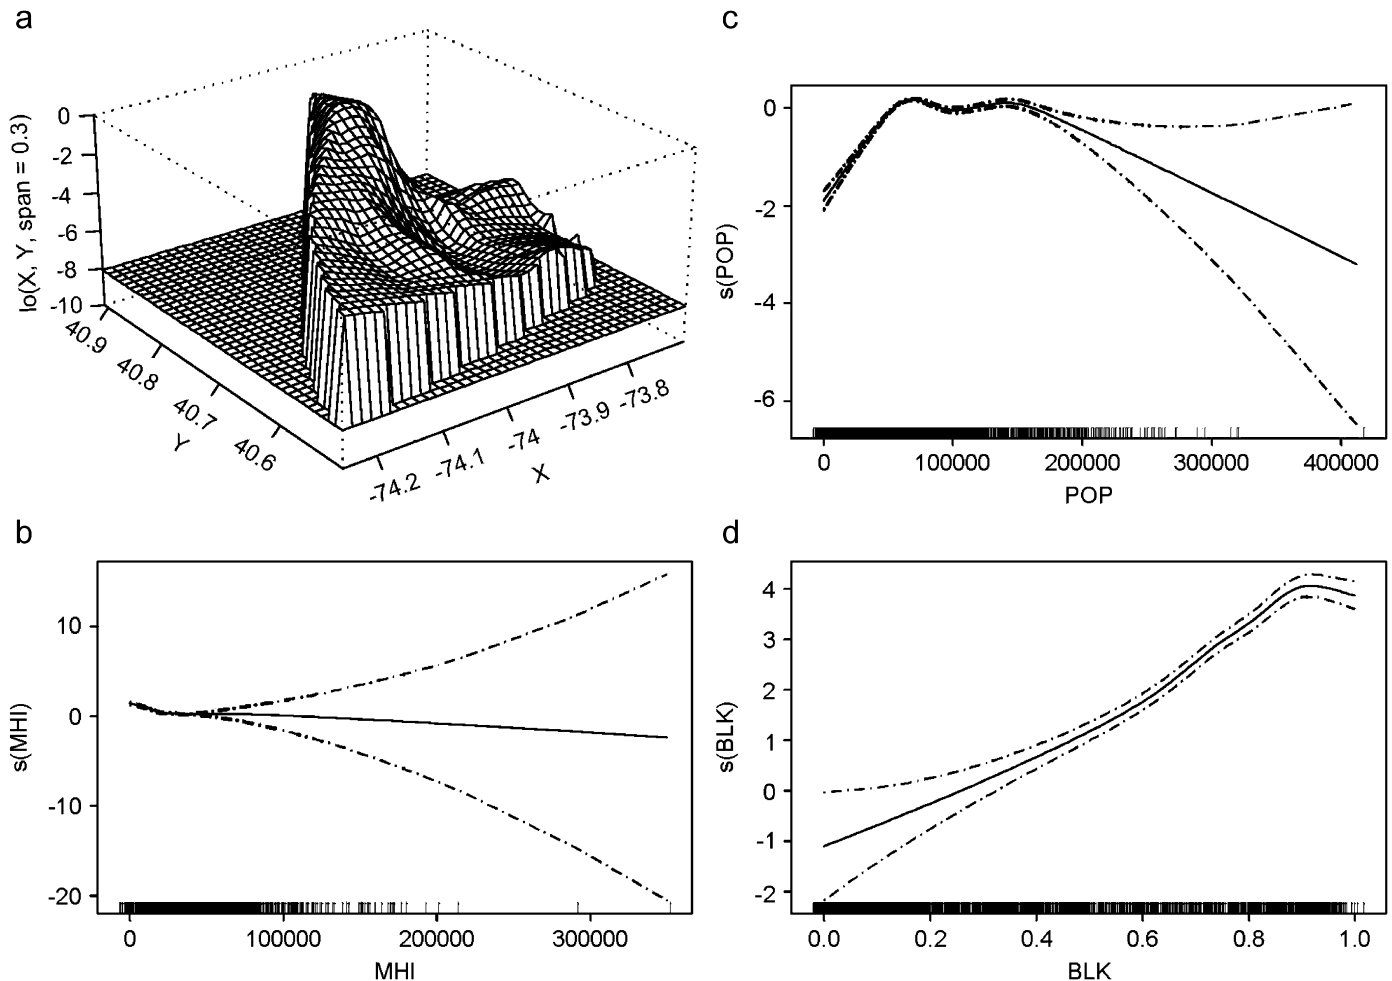 a
lo(X, Y, span = 0.3)
0
-2
-4
-6
-8
-10
40.9
40.8
40.7
40.6
Y
-74.2
-74.1
-74
-73.9
-73.8
X
c
s(POP)
0
-2
-4
-6
0 100000 200000 300000 400000
POP
b
s(MHI)
10
0
-10
-20
0 100000 200000 300000
MHI
d
s(BLK)
4
3
2
1
0
-1
-2
0.0 0.2 0.4 0.6 0.8 1.0
BLK